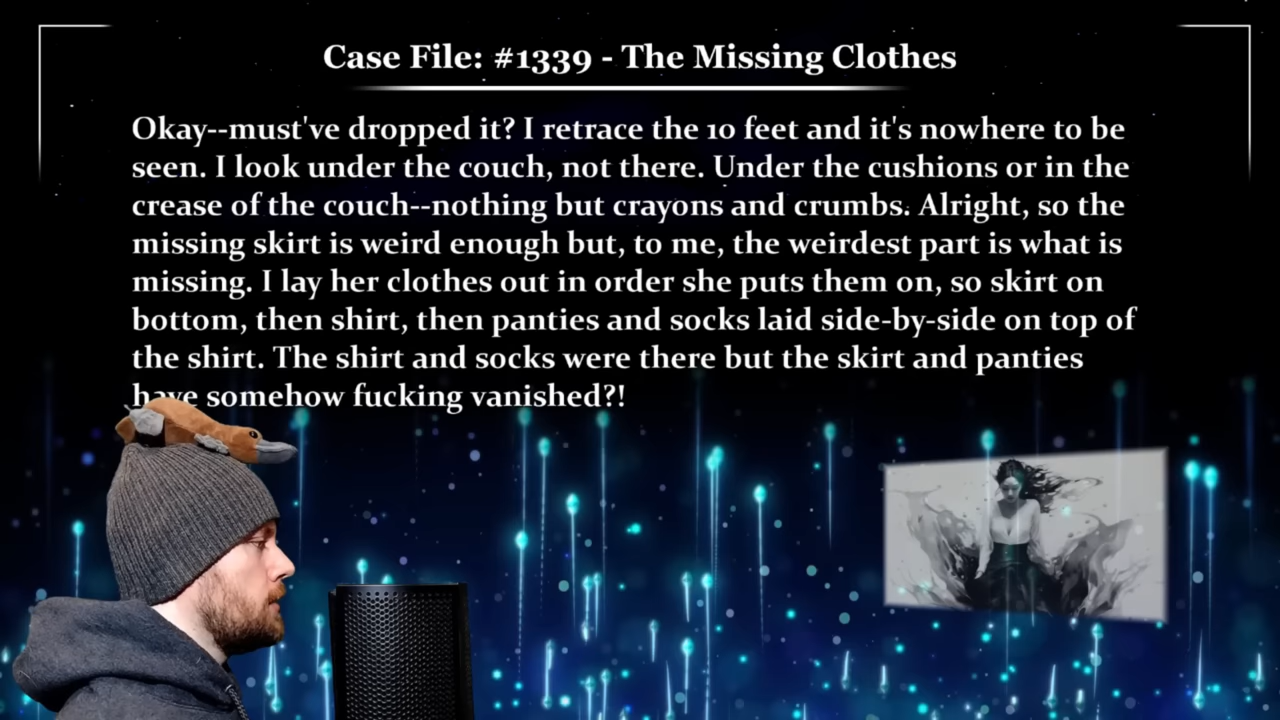 Case File: #1339 - The Missing Clothes
Okay--must've dropped it? I retrace the 10 feet and it's nowhere to be
seen. I look under the couch, not there. Under the cushions or in the
crease of the couch--nothing but crayons and crumbs. Alright, so the
missing skirt is weird enough but, to me, the weirdest part is what is
missing. I lay her clothes out in order she puts them on, so skirt on
bottom, then shirt, then panties and socks laid side-by-side on top of
the shirt. The shirt and socks were there but the skirt and panties
have somehow fucking vanished?!